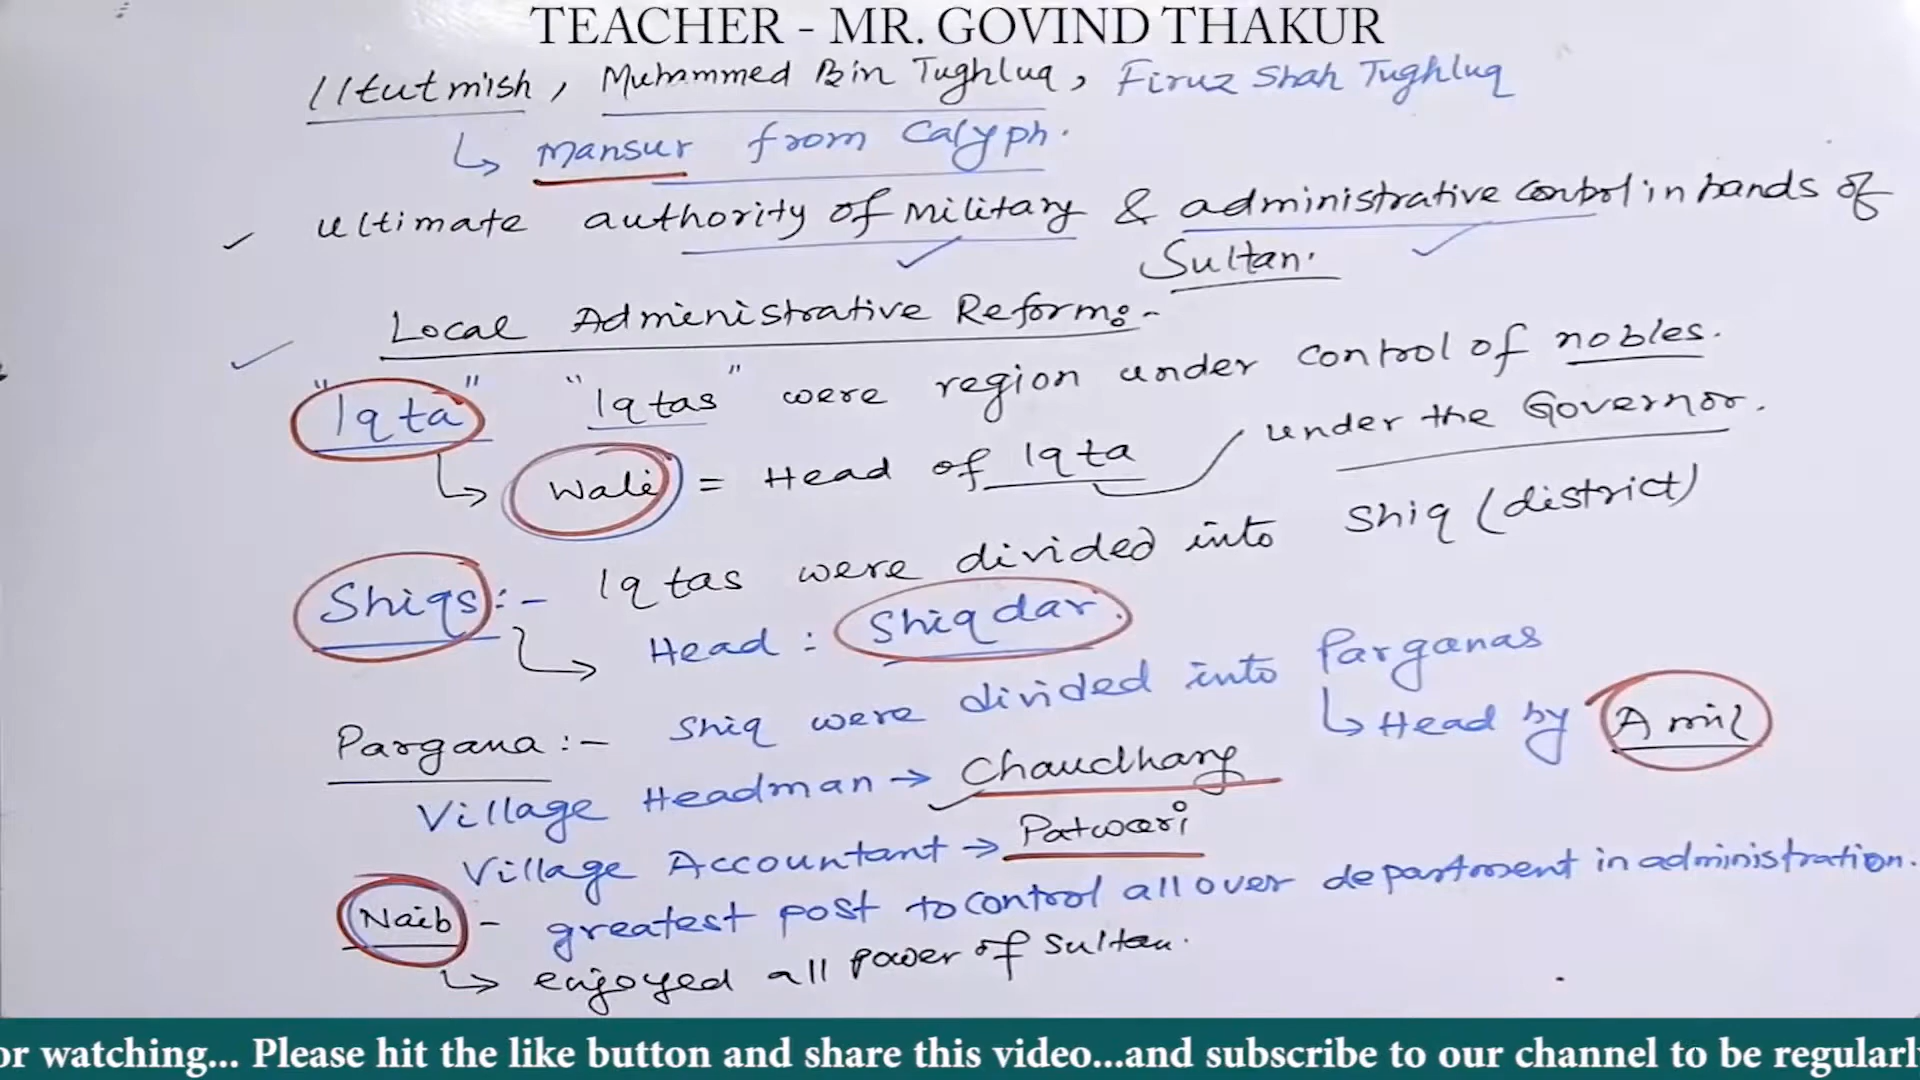 TEACHER - MR. GOVIND THAKUR
Iltutmish, Muhammed Bin Tughluq, Firuz Shah Tughluq
↳ Mansur from Calyph.
✓ ultimate authority of Military & administrative control in hands of
Sultan.
✓ Local Administrative Reform:-
"Iqta" "Iqtas" were region under control of nobles.
↳ Wali = Head of Iqta under the Governor.
Shiqs:- Iqtas were divided into Shiq (district)
↳ Head : Shiqdar.
Pargana:- Shiq were divided into Parganas
↳ Head by Amil
Village Headman → Chaudhary
Village Accountant → Patwari
Naib - greatest post to control all over department in administration.
↳ enjoyed all power of Sultan.
or watching... Please hit the like button and share this video...and subscribe to our channel to be regularly